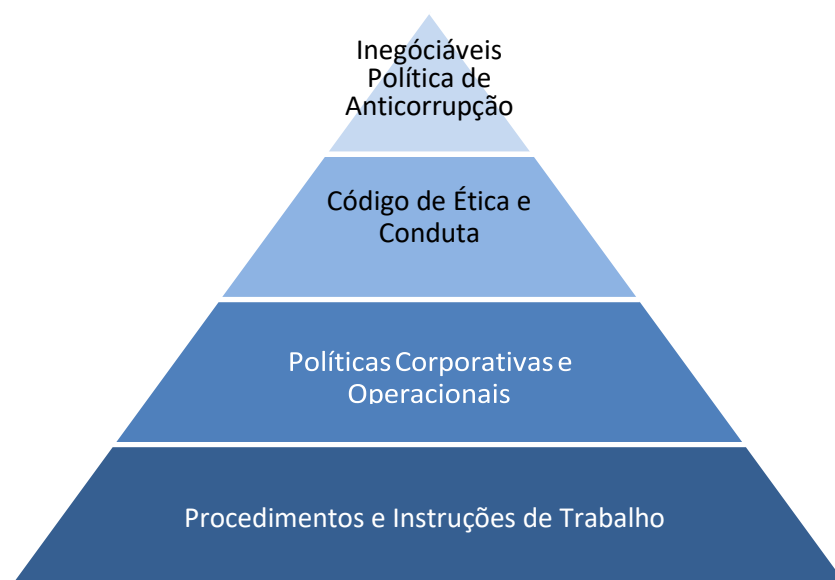 Inegóciáveis
Política de
Anticorrupção
Código de Ética e
Conduta
Políticas Corporativas e
Operacionais
Procedimentos e Instruções de Trabalho